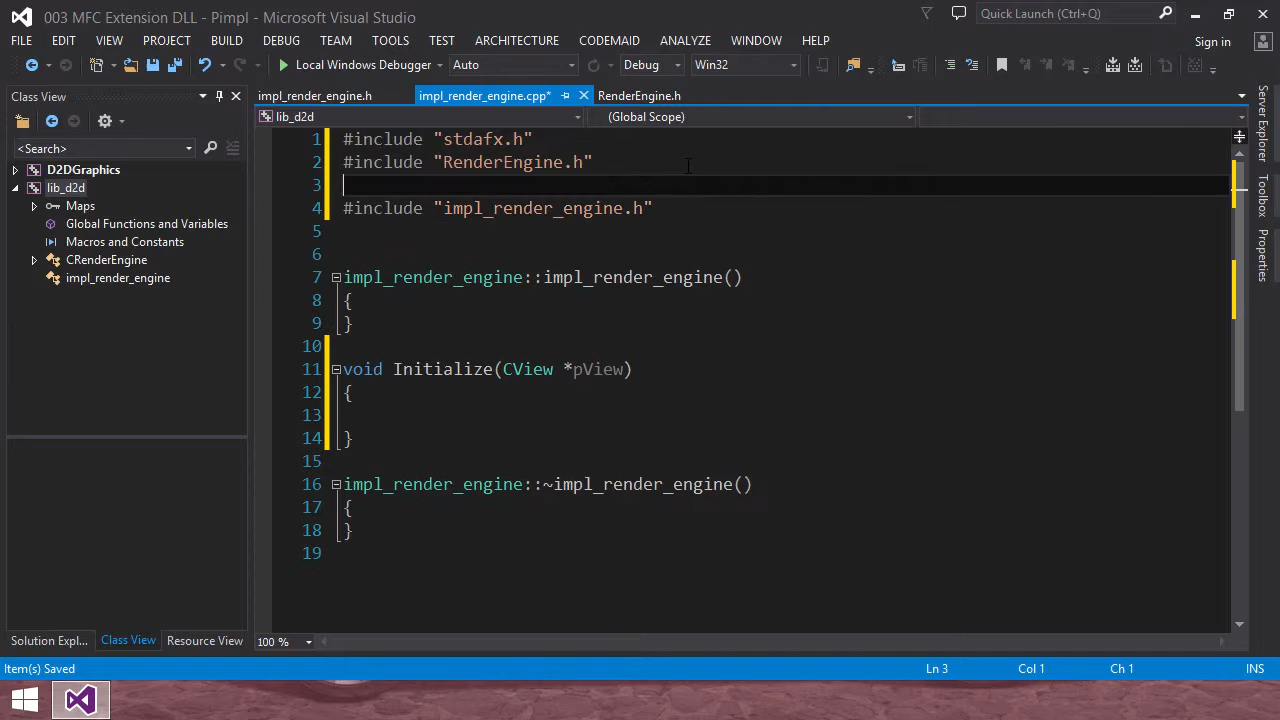 003 MFC Extension DLL - Pimpl - Microsoft Visual Studio
Quick Launch (Ctrl+Q)
FILE EDIT VIEW PROJECT BUILD DEBUG TEAM TOOLS TEST ARCHITECTURE CODEMAID ANALYZE WINDOW HELP
Sign in
Local Windows Debugger Auto Debug Win32
Class View
impl_render_engine.h impl_render_engine.cpp* RenderEngine.h
lib_d2d (Global Scope)
<Search>
D2DGraphics
lib_d2d
Maps
Global Functions and Variables
Macros and Constants
CRenderEngine
impl_render_engine
1 #include "stdafx.h"
2 #include "RenderEngine.h"
3
4 #include "impl_render_engine.h"
5
6
7 impl_render_engine::impl_render_engine()
8 {
9 }
10
11 void Initialize(CView *pView)
12 {
13
14 }
15
16 impl_render_engine::~impl_render_engine()
17 {
18 }
19
Server Explorer
Toolbox
Properties
Solution Expl... Class View Resource View
100 %
Item(s) Saved Ln 3 Col 1 Ch 1 INS